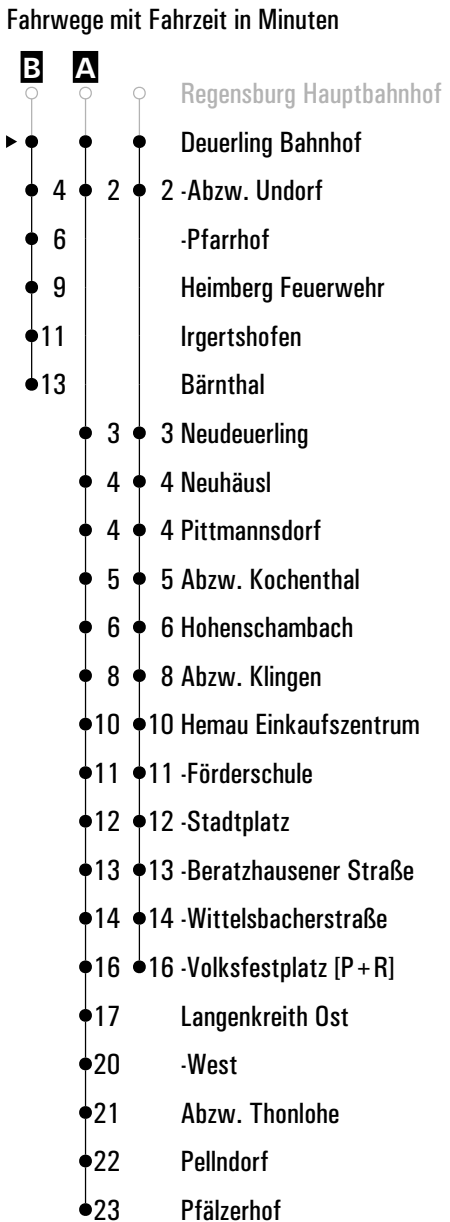 Fahrwege mit Fahrzeit in Minuten
B A
Regensburg Hauptbahnhof
Deuerling Bahnhof
4 2 2 -Abzw. Undorf
6 -Pfarrhof
9 Heimberg Feuerwehr
11 Irgertshofen
13 Bärnthal
3 3 Neudeuerling
4 4 Neuhäusl
4 4 Pittmannsdorf
5 5 Abzw. Kochenthal
6 6 Hohenschambach
8 8 Abzw. Klingen
10 10 Hemau Einkaufszentrum
11 11 -Förderschule
12 12 -Stadtplatz
13 13 -Beratzhausener Straße
14 14 -Wittelsbacherstraße
16 16 -Volksfestplatz [P+R]
17 Langenkreith Ost
20 -West
21 Abzw. Thonlohe
22 Pellndorf
23 Pfälzerhof